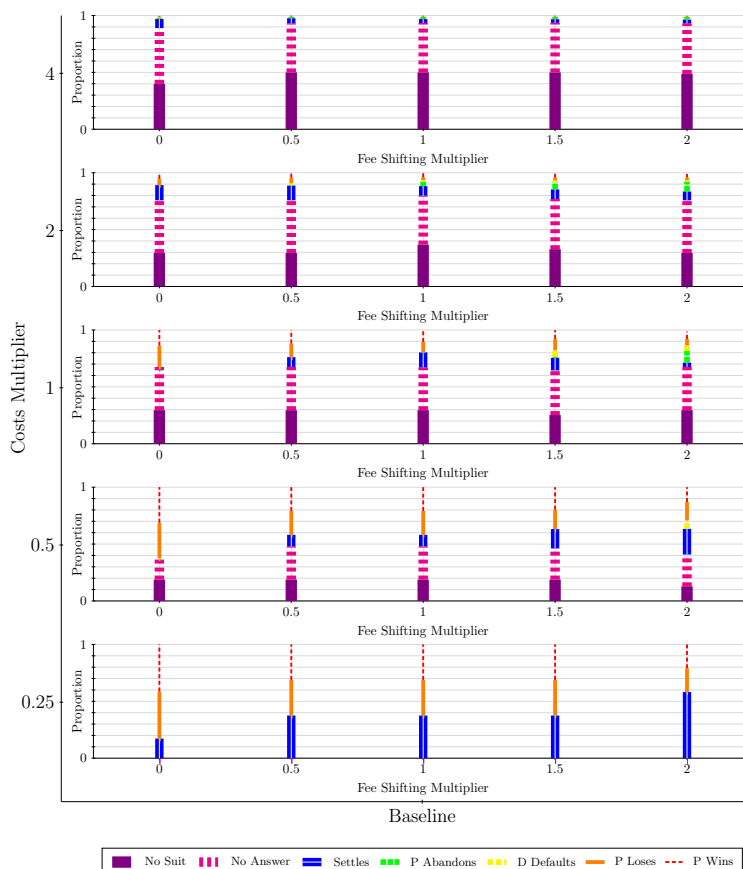 1
Proportion
0
0 0.5 1 1.5 2
Fee Shifting Multiplier
4
1
Proportion
0
0 0.5 1 1.5 2
Fee Shifting Multiplier
2
1
Proportion
0
0 0.5 1 1.5 2
Fee Shifting Multiplier
1
Costs Multiplier
1
Proportion
0
0 0.5 1 1.5 2
Fee Shifting Multiplier
0.5
1
Proportion
0
0 0.5 1 1.5 2
Fee Shifting Multiplier
0.25
Baseline
No Suit No Answer Settles P Abandons D Defaults P Loses P Wins